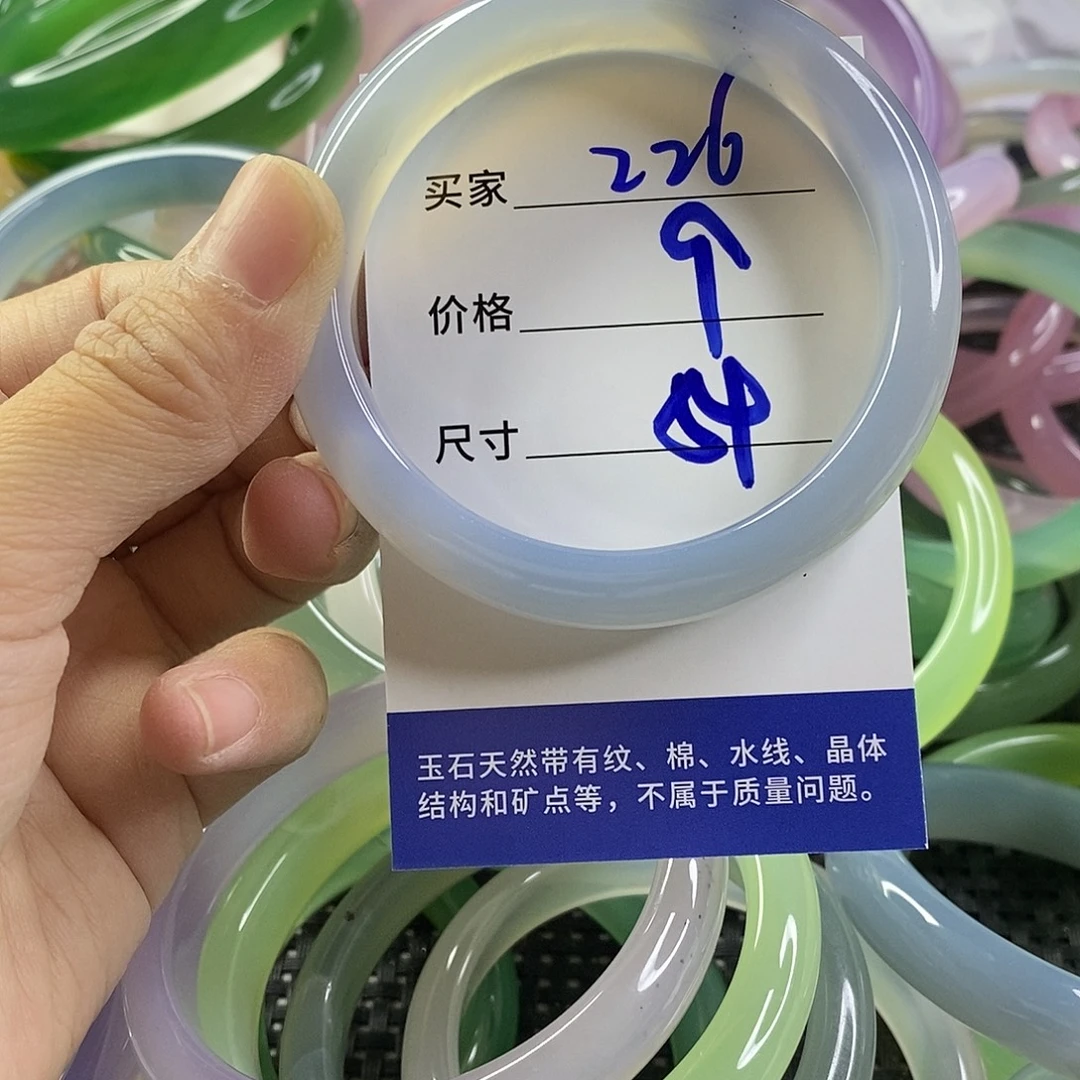 买家 226
价格
尺寸 54
玉石天然带有纹、棉、水线、晶体
结构和矿点等，不属于质量问题。